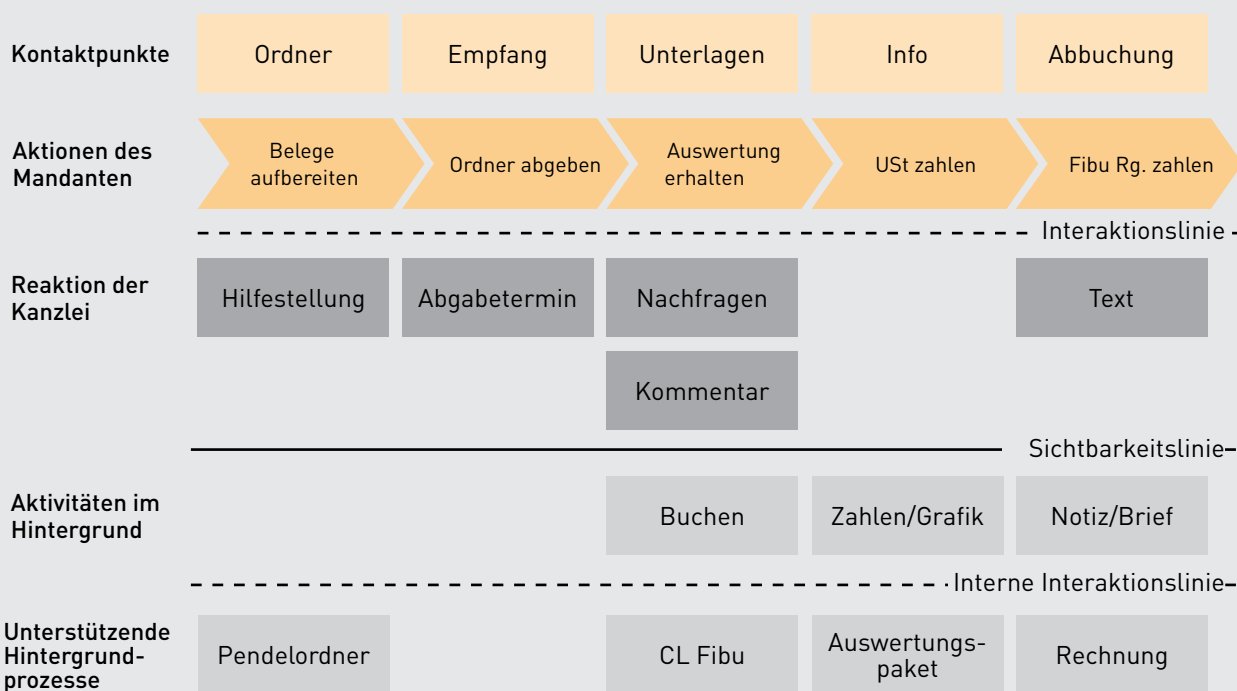 Kontaktpunkte
Ordner
Empfang
Unterlagen
Info
Abbuchung
Aktionen des
Mandanten
Belege
aufbereiten
Ordner abgeben
Auswertung
erhalten
USt zahlen
Fibu Rg. zahlen
Interaktionslinie
Reaktion der
Kanzlei
Hilfestellung
Abgabetermin
Nachfragen
Text
Kommentar
Sichtbarkeitslinie
Aktivitäten im
Hintergrund
Buchen
Zahlen/Grafik
Notiz/Brief
Interne Interaktionslinie
Unterstützende
Hintergrund-
prozesse
Pendelordner
CL Fibu
Auswertungs-
paket
Rechnung